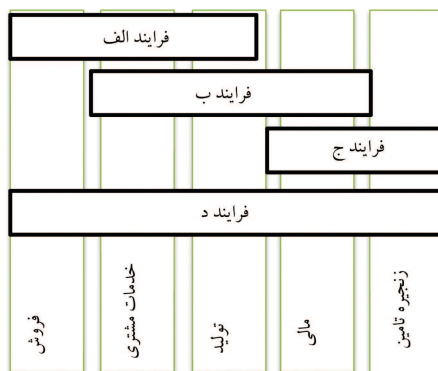 فرایند الف
فرایند ب
فرایند ج
فرایند د
زنجیره تامین
مالی
تولید
خدمات مشتری
فروش